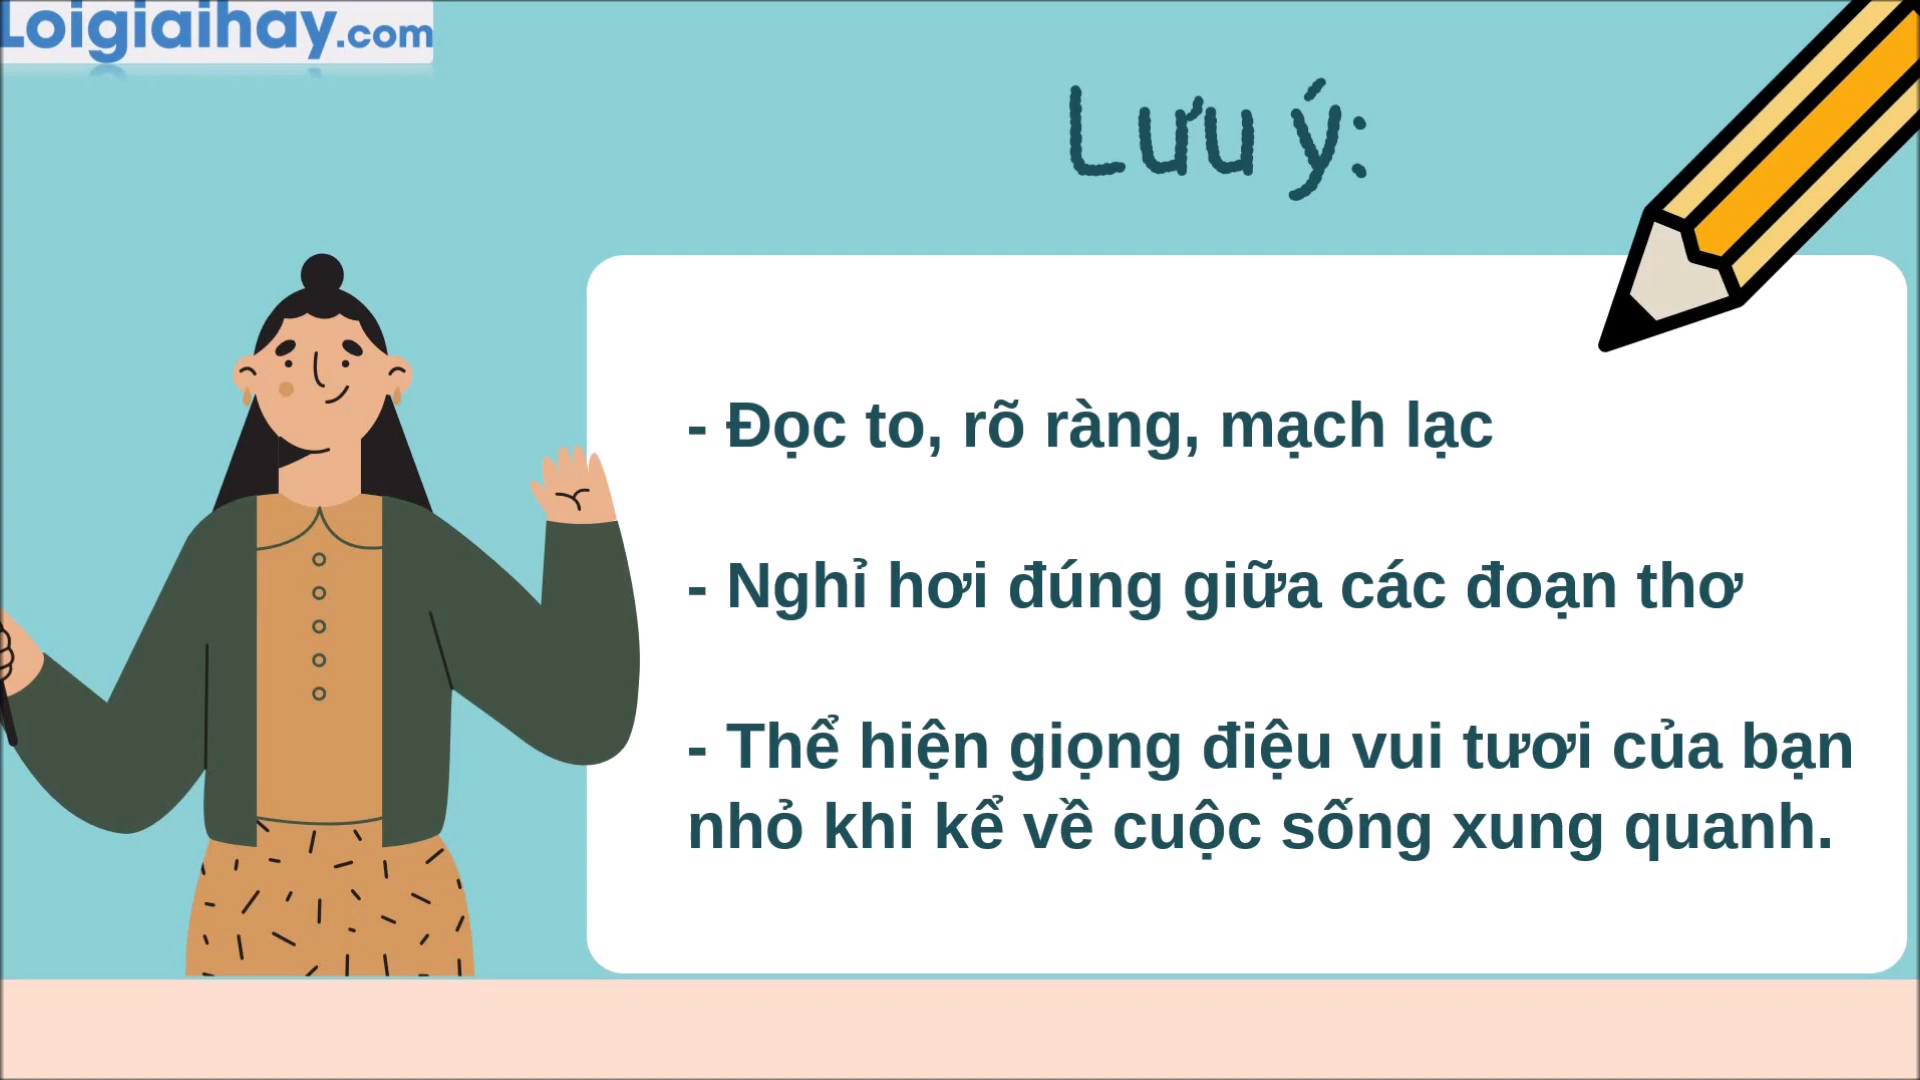 Loigiaihay.com
Lưu ý:
- Đọc to, rõ ràng, mạch lạc
- Nghỉ hơi đúng giữa các đoạn thơ
- Thể hiện giọng điệu vui tươi của bạn
nhỏ khi kể về cuộc sống xung quanh.